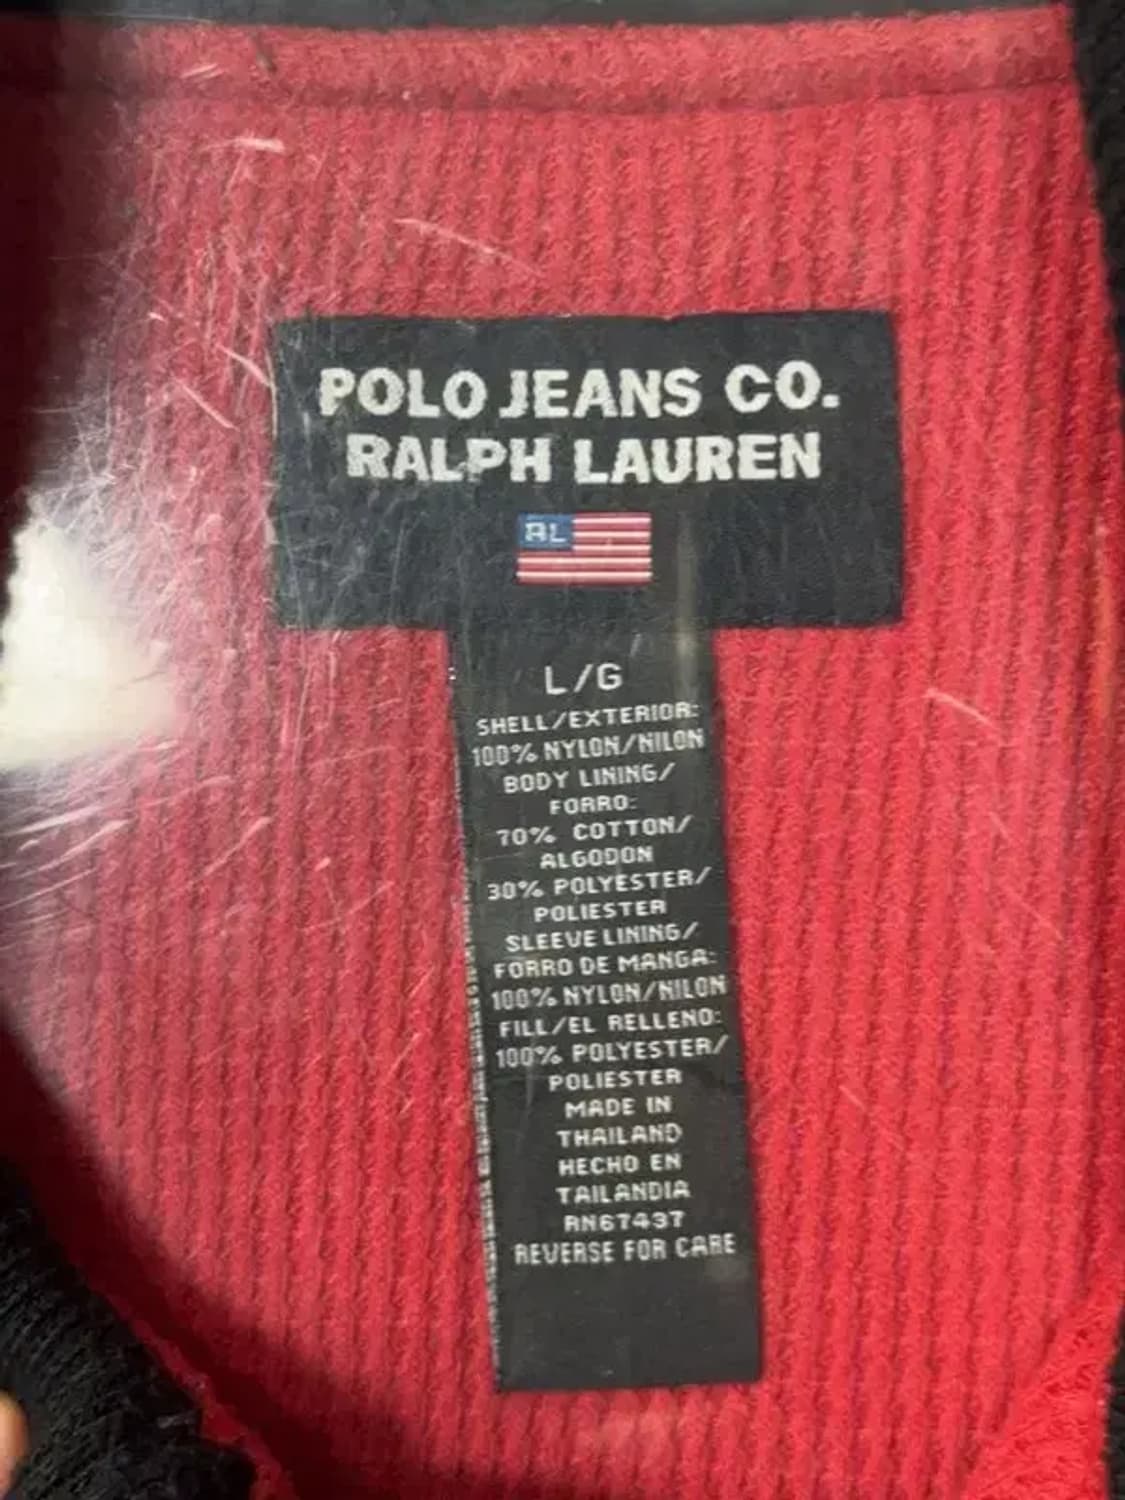 POLO JEANS CO.
RALPH LAUREN
RL
L/G
SHELL/EXTERIOR:
100% NYLON/NILON
BODY LINING/
FORRO:
70% COTTON/
ALGODON
30% POLYESTER/
POLIESTER
SLEEVE LINING/
FORRO DE MANGA:
100% NYLON/NILON
FILL/EL RELLENO:
100% POLYESTER/
POLIESTER
MADE IN
THAILAND
HECHO EN
TAILANDIA
RN67437
REVERSE FOR CARE